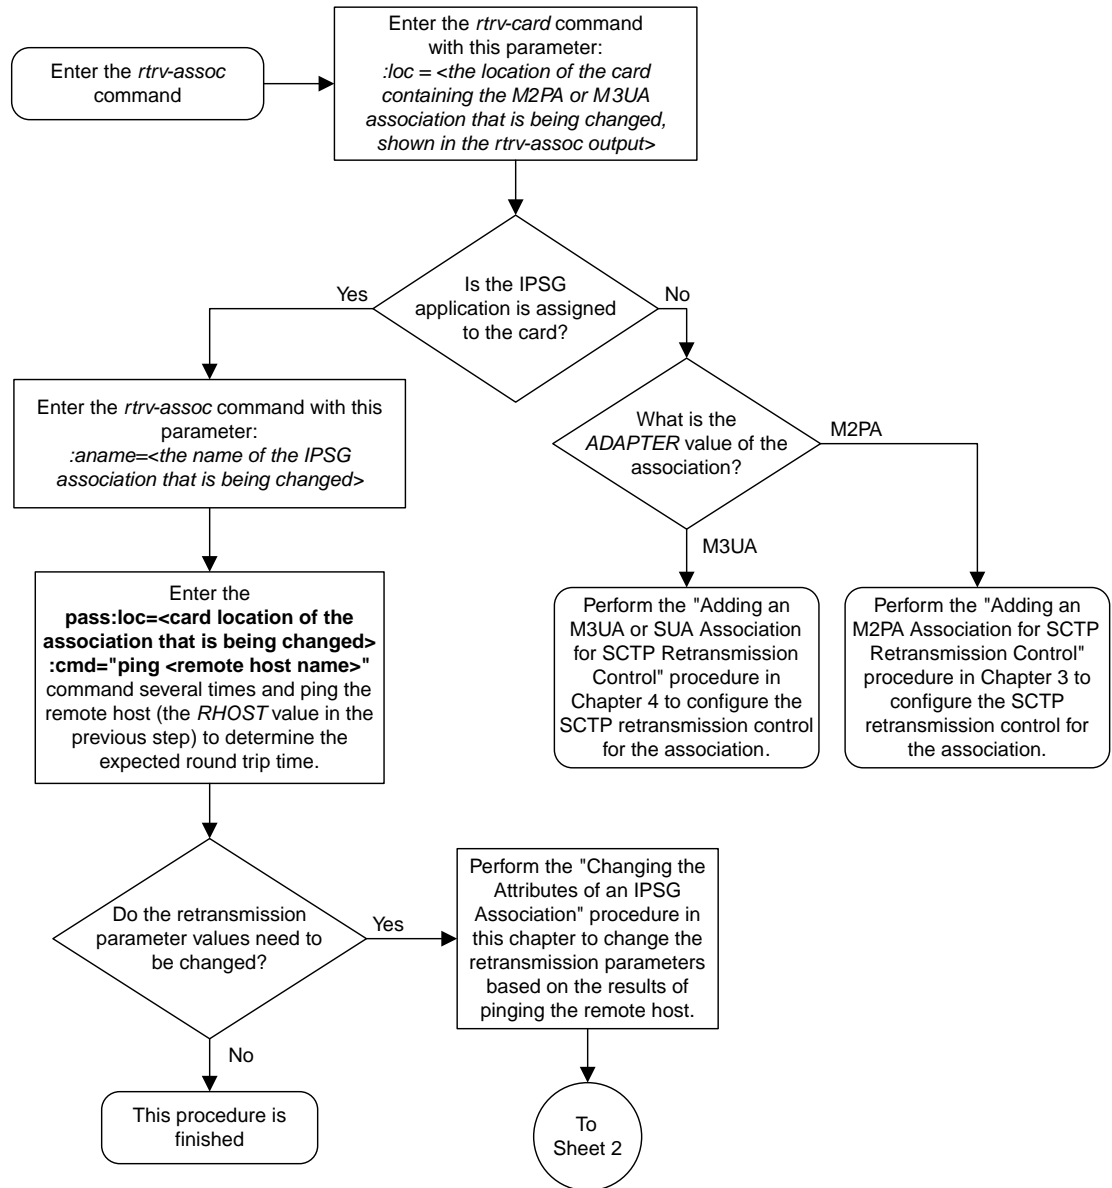 Enter the rtrv-assoc
command
Enter the rtrv-card command
with this parameter:
:loc = <the location of the card
containing the M2PA or M3UA
association that is being changed,
shown in the rtrv-assoc output>
Is the IPSG
application is assigned
to the card?
Yes
No
Enter the rtrv-assoc command with this
parameter:
:aname=<the name of the IPSG
association that is being changed>
What is the
ADAPTER value of the
association?
M2PA
M3UA
Enter the
pass:loc=<card location of the
association that is being changed>
:cmd="ping <remote host name>"
command several times and ping the
remote host (the RHOST value in the
previous step) to determine the
expected round trip time.
Perform the "Adding an
M3UA or SUA Association
for SCTP Retransmission
Control" procedure in
Chapter 4 to configure the
SCTP retransmission control
for the association.
Perform the "Adding an
M2PA Association for SCTP
Retransmission Control"
procedure in Chapter 3 to
configure the SCTP
retransmission control for
the association.
Do the retransmission
parameter values need to
be changed?
Yes
No
Perform the "Changing the
Attributes of an IPSG
Association" procedure in
this chapter to change the
retransmission parameters
based on the results of
pinging the remote host.
This procedure is
finished
To
Sheet 2